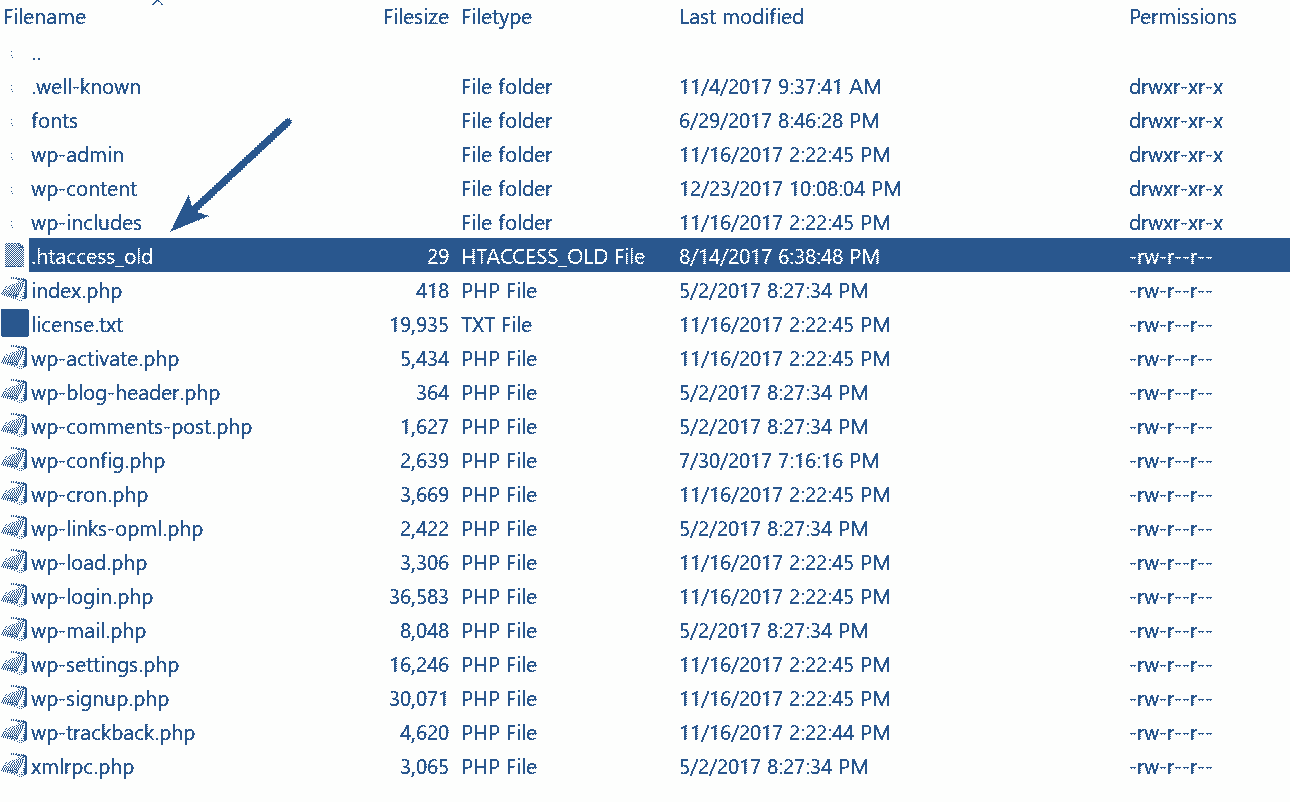 Filename Filesize Filetype Last modified Permissions
..
.well-known File folder 11/4/2017 9:37:41 AM drwxr-xr-x
fonts File folder 6/29/2017 8:46:28 PM drwxr-xr-x
wp-admin File folder 11/16/2017 2:22:45 PM drwxr-xr-x
wp-content File folder 12/23/2017 10:08:04 PM drwxr-xr-x
wp-includes File folder 11/16/2017 2:22:45 PM drwxr-xr-x
.htaccess_old 29 HTACCESS_OLD File 8/14/2017 6:38:48 PM -rw-r--r--
index.php 418 PHP File 5/2/2017 8:27:34 PM -rw-r--r--
license.txt 19,935 TXT File 11/16/2017 2:22:45 PM -rw-r--r--
wp-activate.php 5,434 PHP File 11/16/2017 2:22:45 PM -rw-r--r--
wp-blog-header.php 364 PHP File 5/2/2017 8:27:34 PM -rw-r--r--
wp-comments-post.php 1,627 PHP File 5/2/2017 8:27:34 PM -rw-r--r--
wp-config.php 2,639 PHP File 7/30/2017 7:16:16 PM -rw-r--r--
wp-cron.php 3,669 PHP File 11/16/2017 2:22:45 PM -rw-r--r--
wp-links-opml.php 2,422 PHP File 5/2/2017 8:27:34 PM -rw-r--r--
wp-load.php 3,306 PHP File 11/16/2017 2:22:45 PM -rw-r--r--
wp-login.php 36,583 PHP File 11/16/2017 2:22:45 PM -rw-r--r--
wp-mail.php 8,048 PHP File 5/2/2017 8:27:34 PM -rw-r--r--
wp-settings.php 16,246 PHP File 11/16/2017 2:22:45 PM -rw-r--r--
wp-signup.php 30,071 PHP File 11/16/2017 2:22:45 PM -rw-r--r--
wp-trackback.php 4,620 PHP File 11/16/2017 2:22:44 PM -rw-r--r--
xmlrpc.php 3,065 PHP File 5/2/2017 8:27:34 PM -rw-r--r--